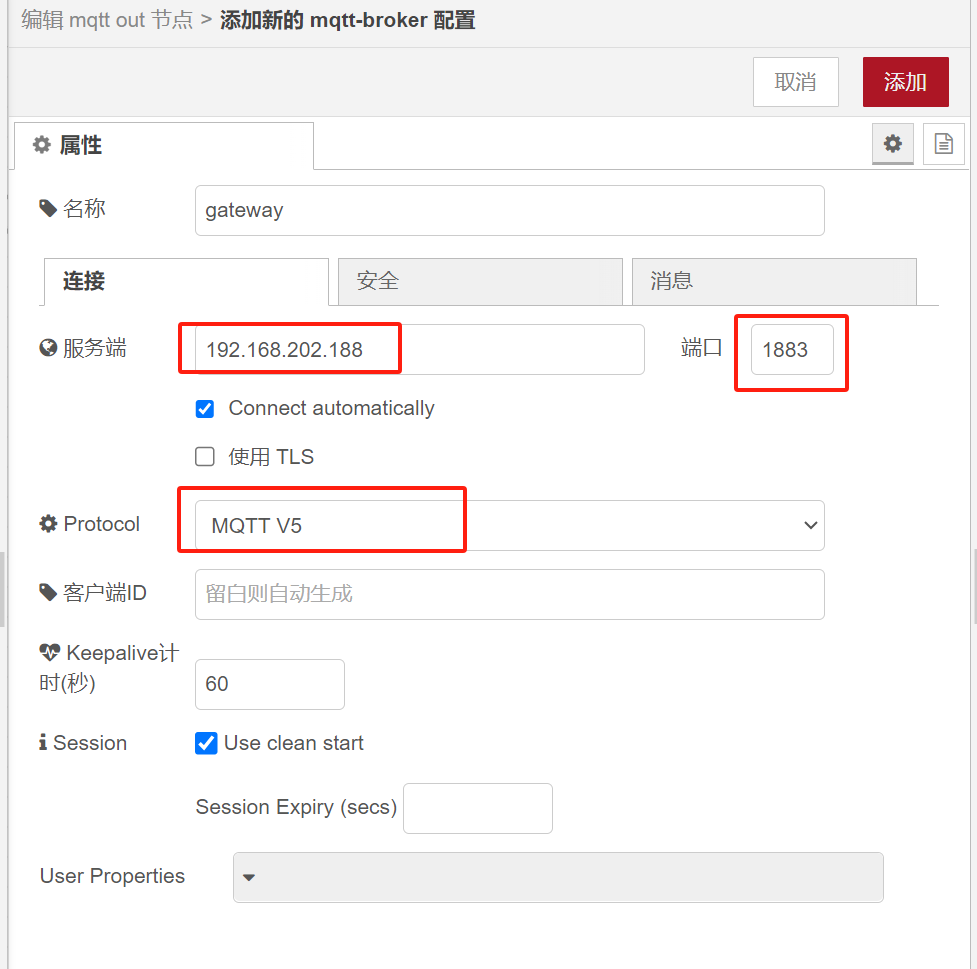 编辑 mqtt out 节点 > 添加新的 mqtt-broker 配置
取消 添加
属性
名称 gateway
连接 安全 消息
服务端 192.168.202.188 端口 1883
Connect automatically
使用 TLS
Protocol MQTT V5
客户端ID 留白则自动生成
Keepalive计
时(秒) 60
Session Use clean start
Session Expiry (secs)
User Properties